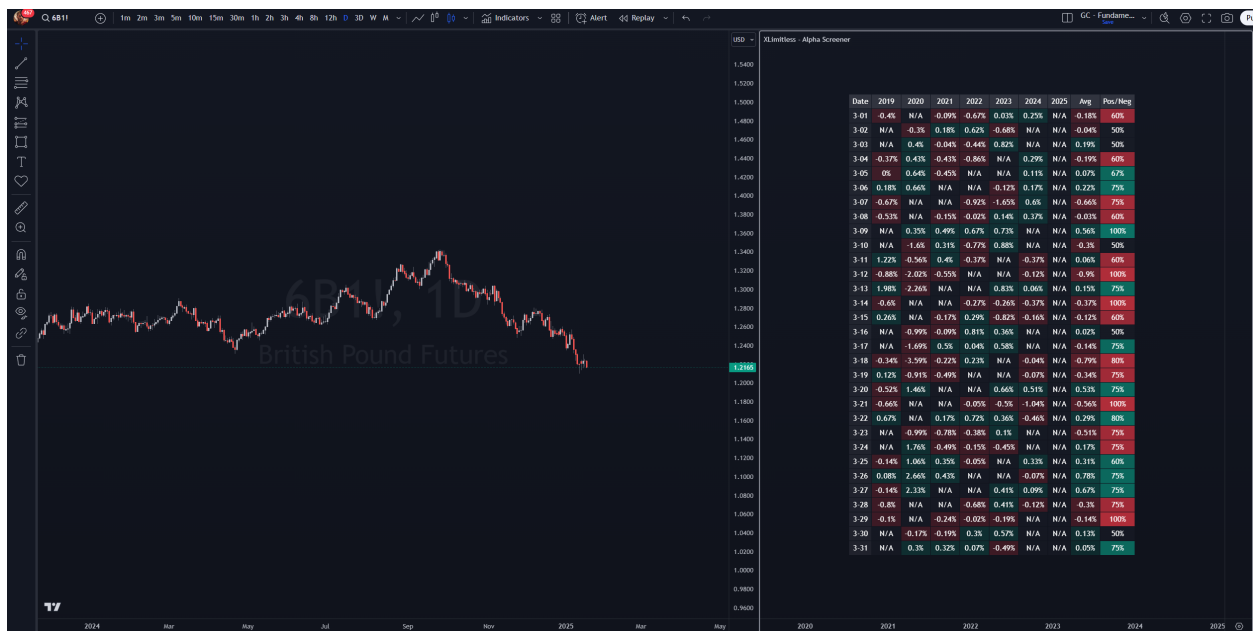 467
6B1!
1m 2m 3m 5m 10m 15m 30m 1h 2h 3h 4h 8h 12h D 3D W M
Indicators
Alert
Replay
GC - Fundame...
Save
Pu
USD
1.5400
1.5200
1.5000
1.4800
1.4600
1.4400
1.4200
1.4000
1.3800
1.3600
1.3400
1.3200
1.3000
1.2800
1.2600
1.2400
1.2165
1.2000
1.1800
1.1600
1.1400
1.1200
1.1000
1.0800
1.0600
1.0400
1.0200
1.0000
0.9800
0.9600
6B1!, 1D
British Pound Futures
2024 Mar May Jul Sep Nov 2025 Mar May
XLimitless - Alpha Screener
Date 2019 2020 2021 2022 2023 2024 2025 Avg Pos/Neg
3-01 -0.4% N/A -0.09% -0.67% 0.03% 0.25% N/A -0.18% 60%
3-02 N/A -0.3% 0.18% 0.62% -0.68% N/A N/A -0.04% 50%
3-03 N/A 0.4% -0.04% -0.44% 0.82% N/A N/A 0.19% 50%
3-04 -0.37% 0.43% -0.43% -0.86% N/A 0.29% N/A -0.19% 60%
3-05 0% 0.64% -0.45% N/A N/A 0.11% N/A 0.07% 67%
3-06 0.18% 0.66% N/A N/A -0.12% 0.17% N/A 0.22% 75%
3-07 -0.67% N/A N/A -0.92% -1.65% 0.6% N/A -0.66% 75%
3-08 -0.53% N/A -0.15% -0.02% 0.14% 0.37% N/A -0.03% 60%
3-09 N/A 0.35% 0.49% 0.67% 0.73% N/A N/A 0.56% 100%
3-10 N/A -1.6% 0.31% -0.77% 0.88% N/A N/A -0.3% 50%
3-11 1.22% -0.56% 0.4% -0.37% N/A -0.37% N/A 0.06% 60%
3-12 -0.88% -2.02% -0.55% N/A N/A -0.12% N/A -0.9% 100%
3-13 1.98% -2.26% N/A N/A 0.83% 0.06% N/A 0.15% 75%
3-14 -0.6% N/A N/A -0.27% -0.26% -0.37% N/A -0.37% 100%
3-15 0.26% N/A -0.17% 0.29% -0.82% -0.16% N/A -0.12% 60%
3-16 N/A -0.99% -0.09% 0.81% 0.36% N/A N/A 0.02% 50%
3-17 N/A -1.69% 0.5% 0.04% 0.58% N/A N/A -0.14% 75%
3-18 -0.34% -3.59% -0.22% 0.23% N/A -0.04% N/A -0.79% 80%
3-19 0.12% -0.91% -0.49% N/A N/A -0.07% N/A -0.34% 75%
3-20 -0.52% 1.46% N/A N/A 0.66% 0.51% N/A 0.53% 75%
3-21 -0.66% N/A N/A -0.05% -0.5% -1.04% N/A -0.56% 100%
3-22 0.67% N/A 0.17% 0.72% 0.36% -0.46% N/A 0.29% 80%
3-23 N/A -0.99% -0.78% -0.38% 0.1% N/A N/A -0.51% 75%
3-24 N/A 1.76% -0.49% -0.15% -0.45% N/A N/A 0.17% 75%
3-25 -0.14% 1.06% 0.35% -0.05% N/A 0.33% N/A 0.31% 60%
3-26 0.08% 2.66% 0.43% N/A N/A -0.07% N/A 0.78% 75%
3-27 -0.14% 2.33% N/A N/A 0.41% 0.09% N/A 0.67% 75%
3-28 -0.8% N/A N/A -0.68% 0.41% -0.12% N/A -0.3% 75%
3-29 -0.1% N/A -0.24% -0.02% -0.19% N/A N/A -0.14% 100%
3-30 N/A -0.17% -0.19% 0.3% 0.57% N/A N/A 0.13% 50%
3-31 N/A 0.3% 0.32% 0.07% -0.49% N/A N/A 0.05% 75%
2020 2021 2022 2023 2024 2025